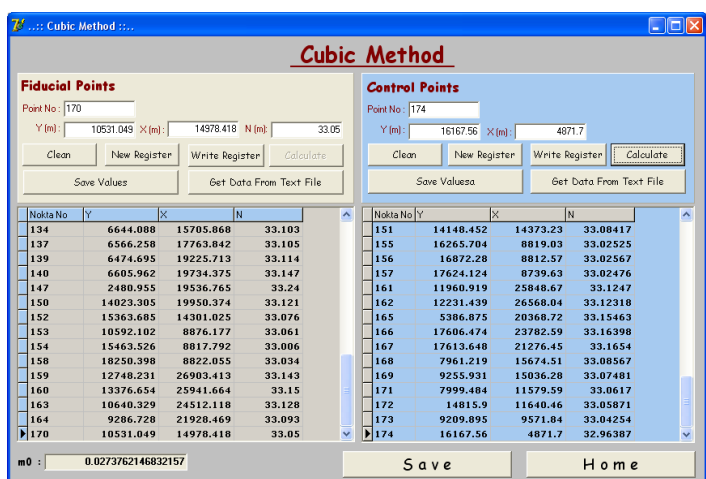 ..:: Cubic Method ::..
Cubic Method
Fiducial Points
Point No : 170
Y (m) : 10531.049 X (m) : 14978.418 N (m): 33.05
Clean New Register Write Register Calculate
Save Values Get Data From Text File
Nokta No Y X N
134 6644.088 15705.868 33.103
137 6566.258 17763.842 33.105
139 6474.695 19225.713 33.114
140 6605.962 19734.375 33.147
147 2480.955 19536.765 33.24
150 14023.305 19950.374 33.121
152 15363.685 14301.025 33.076
153 10592.102 8876.177 33.061
154 15463.526 8817.792 33.006
158 18250.398 8822.055 33.034
159 12748.231 26903.413 33.143
160 13376.654 25941.664 33.15
163 10640.329 24512.118 33.128
164 9286.728 21928.469 33.093
170 10531.049 14978.418 33.05
Control Points
Point No : 174
Y (m) : 16167.56 X (m) : 4871.7
Clean New Register Write Register Calculate
Save Valuesa Get Data From Text File
Nokta No Y X N
151 14148.452 14373.23 33.08417
155 16265.704 8819.03 33.02525
156 16872.28 8812.57 33.02567
157 17624.124 8739.63 33.02476
161 11960.919 25848.67 33.1247
162 12231.439 26568.04 33.12318
165 5386.875 20368.72 33.15463
166 17606.474 23782.59 33.16398
167 17613.648 21276.45 33.1654
168 7961.219 15674.51 33.08567
169 9255.931 15036.28 33.07481
171 7999.484 11579.59 33.0617
172 14815.9 11640.46 33.05871
173 9209.895 9571.84 33.04254
174 16167.56 4871.7 32.96387
m0 : 0.0273762146832157
Save Home